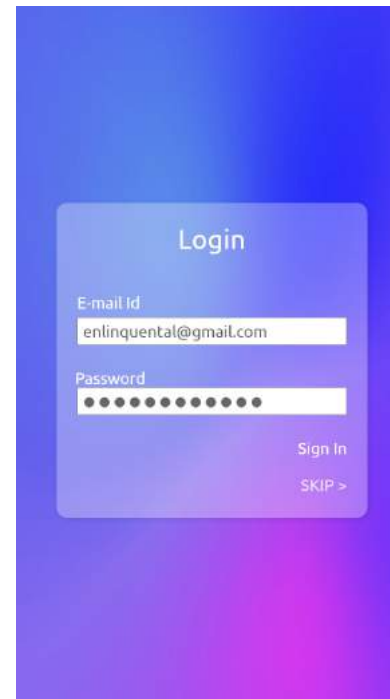 Login
E-mail Id
enlinquental@gmail.com
Password
●●●●●●●●●●●●
Sign In
SKIP >